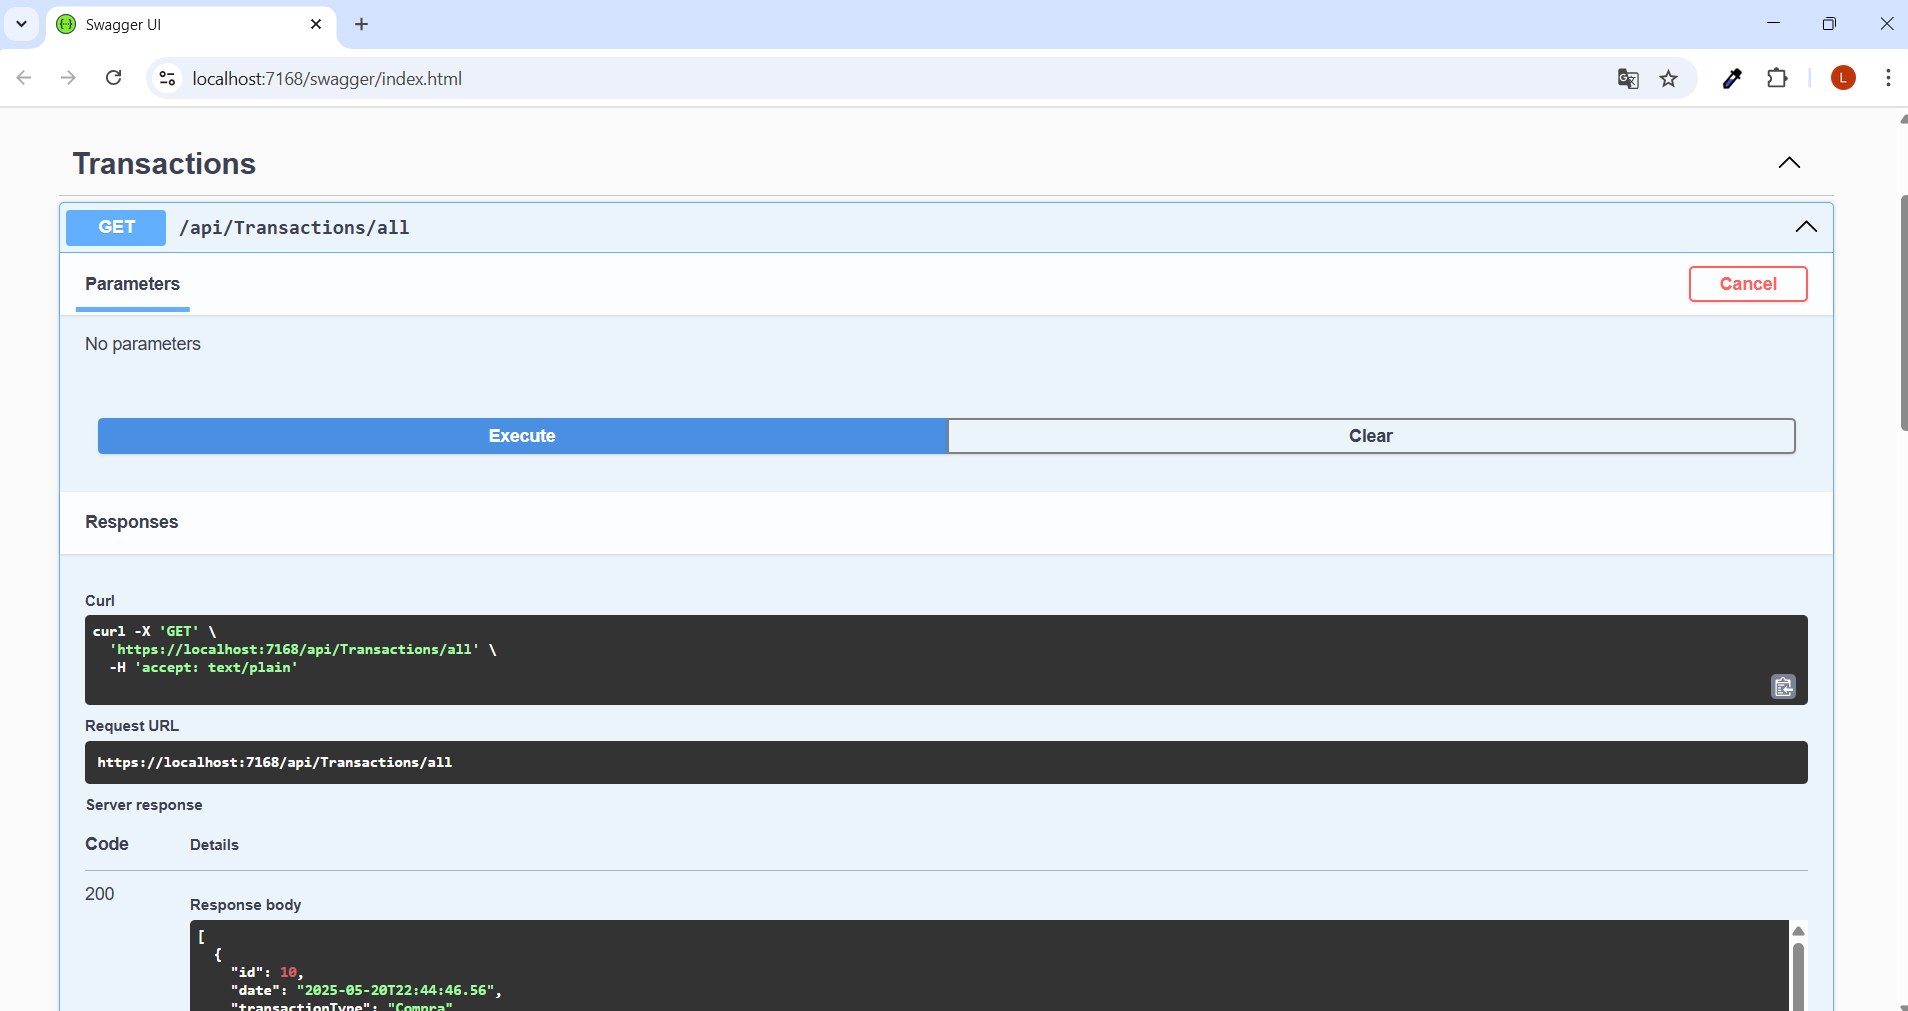 Swagger UI
localhost:7168/swagger/index.html
L
Transactions
GET /api/Transactions/all
Parameters
Cancel
No parameters
Execute
Clear
Responses
Curl
curl -X 'GET' \
'https://localhost:7168/api/Transactions/all' \
-H 'accept: text/plain'
Request URL
https://localhost:7168/api/Transactions/all
Server response
Code Details
200
Response body
[
{
"id": 10,
"date": "2025-05-20T22:44:46.56",
"transactionType": "Compra"